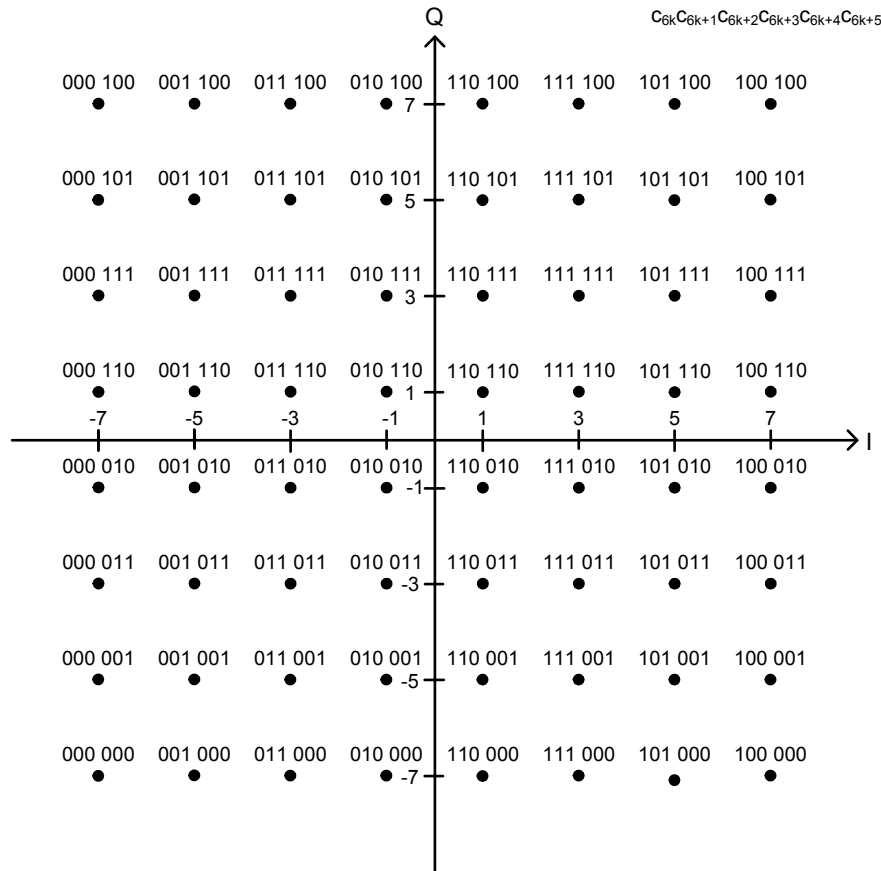 Q
C6kC6k+1C6k+2C6k+3C6k+4C6k+5
000 100 001 100 011 100 010 100 110 100 111 100 101 100 100 100
7
000 101 001 101 011 101 010 101 110 101 111 101 101 101 100 101
5
000 111 001 111 011 111 010 111 110 111 111 111 101 111 100 111
3
000 110 001 110 011 110 010 110 110 110 111 110 101 110 100 110
1
-7 -5 -3 -1 1 3 5 7
I
000 010 001 010 011 010 010 010 110 010 111 010 101 010 100 010
-1
000 011 001 011 011 011 010 011 110 011 111 011 101 011 100 011
-3
000 001 001 001 011 001 010 001 110 001 111 001 101 001 100 001
-5
000 000 001 000 011 000 010 000 110 000 111 000 101 000 100 000
-7